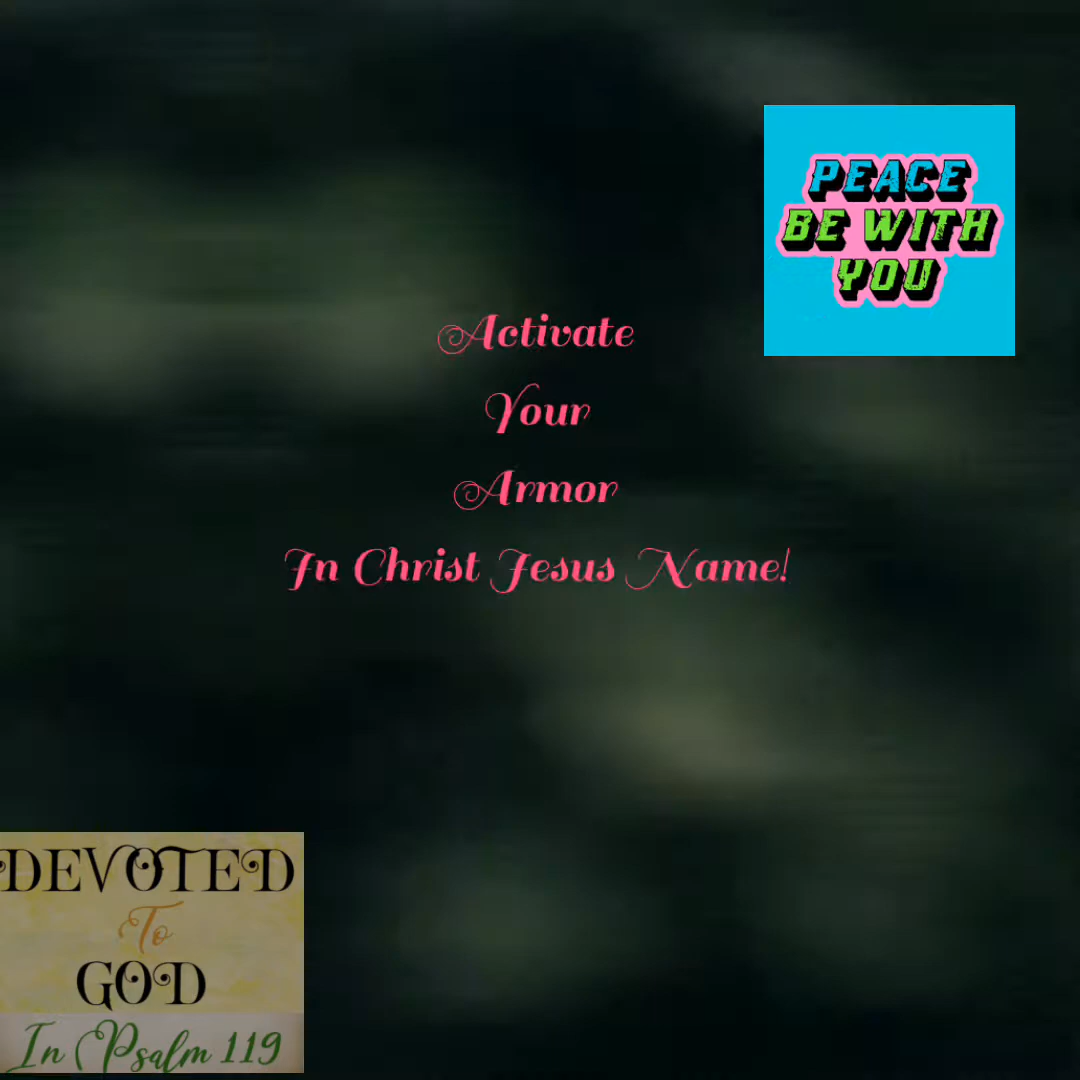 PEACE
BE WITH
YOU
Activate
Your
Armor
In Christ Jesus Name!
DEVOTED
To
GOD
In Psalm 119